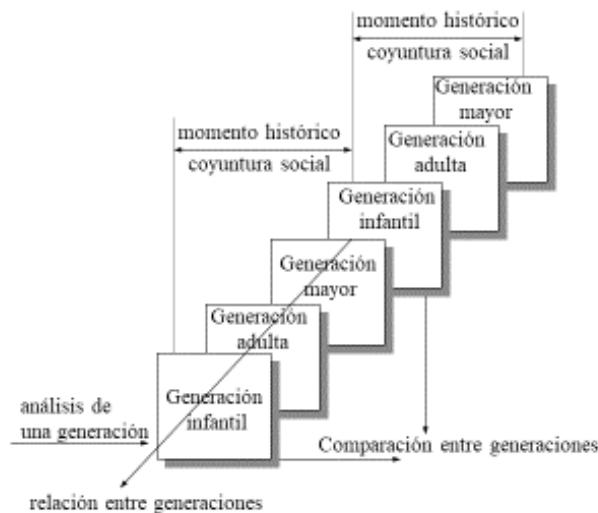 momento histórico
coyuntura social
Generación
mayor
Generación
adulta
momento histórico
coyuntura social
Generación
infantil
Generación
mayor
Generación
adulta
Generación
infantil
análisis de
una generación
Comparación entre generaciones
relación entre generaciones